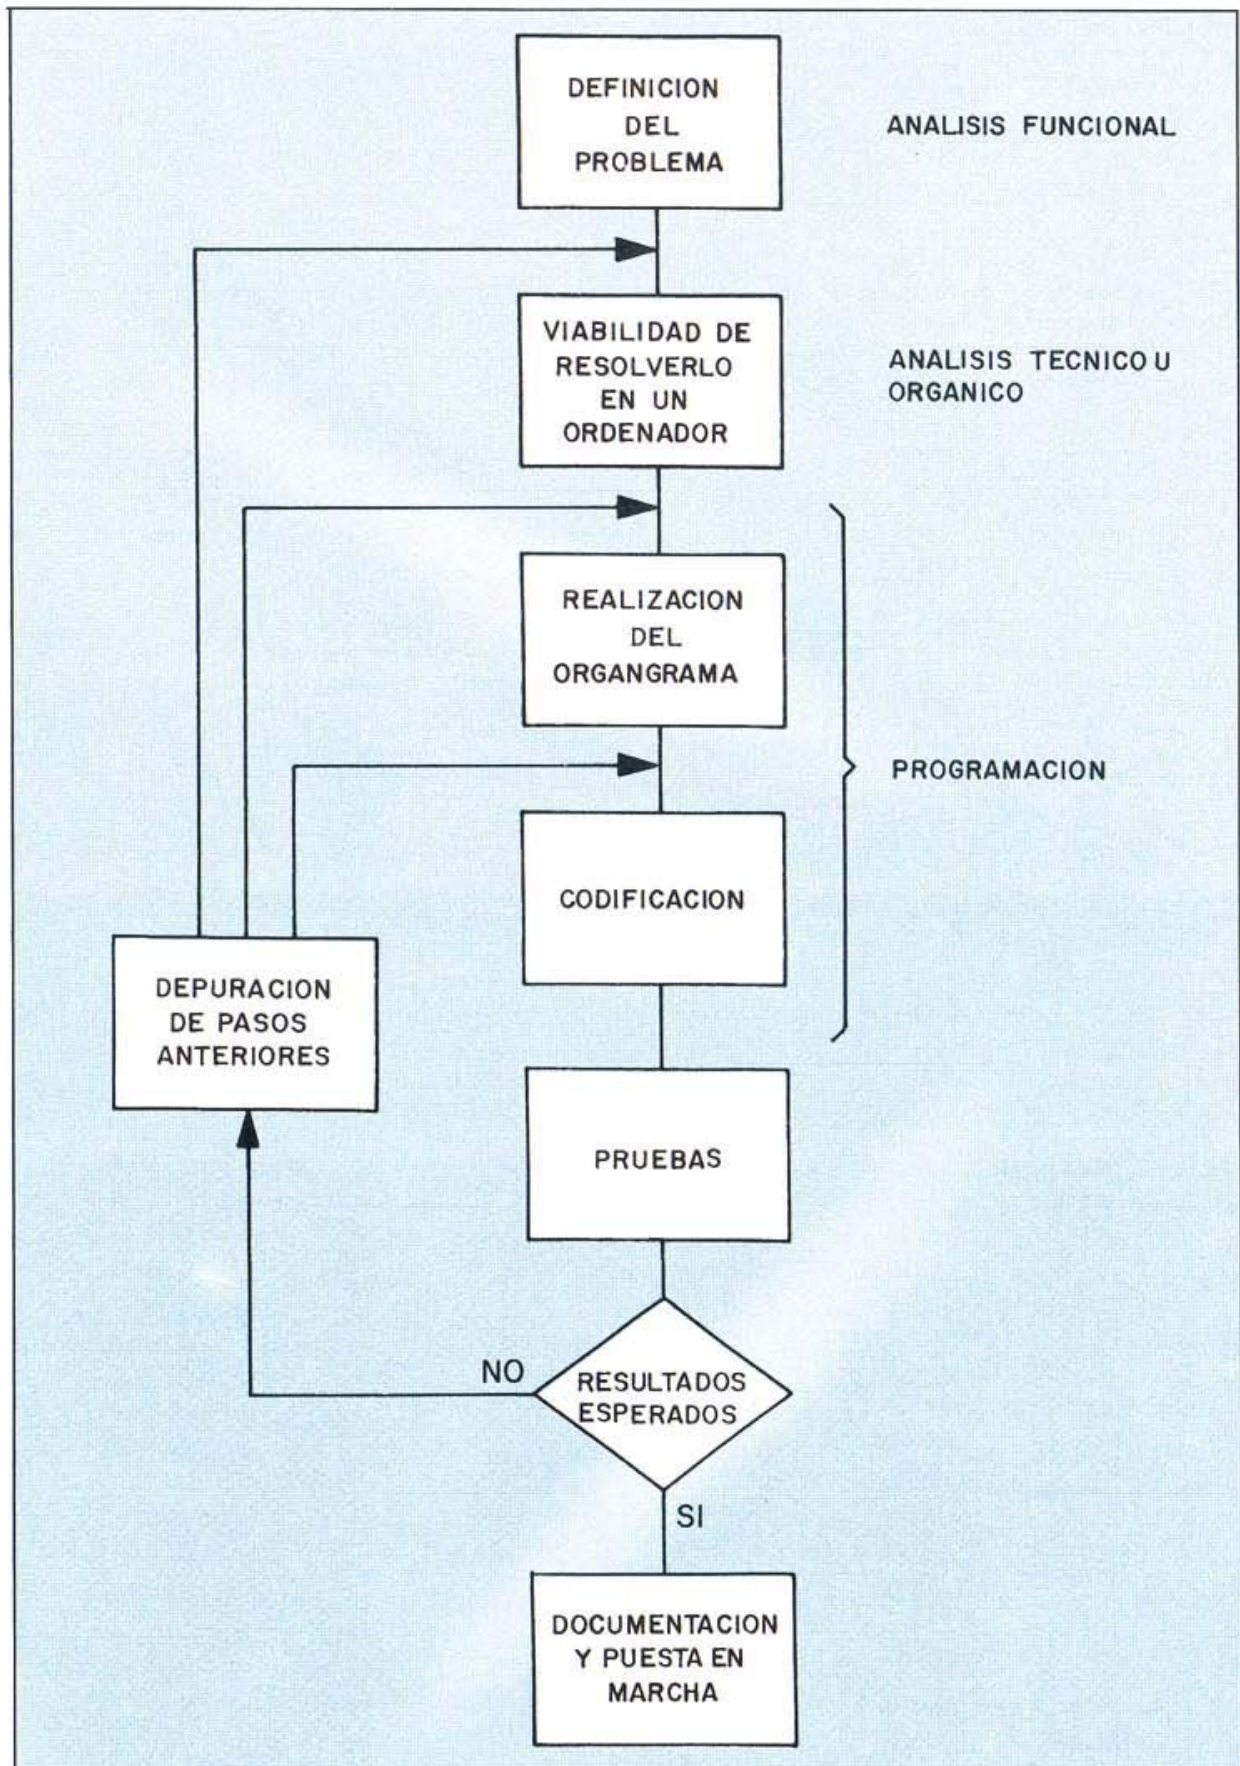 DEFINICION
DEL
PROBLEMA
ANALISIS FUNCIONAL
VIABILIDAD DE
RESOLVERLO
EN UN
ORDENADOR
ANALISIS TECNICO U
ORGANICO
REALIZACION
DEL
ORGANGRAMA
PROGRAMACION
CODIFICACION
DEPURACION
DE PASOS
ANTERIORES
PRUEBAS
NO
RESULTADOS
ESPERADOS
SI
DOCUMENTACION
Y PUESTA EN
MARCHA